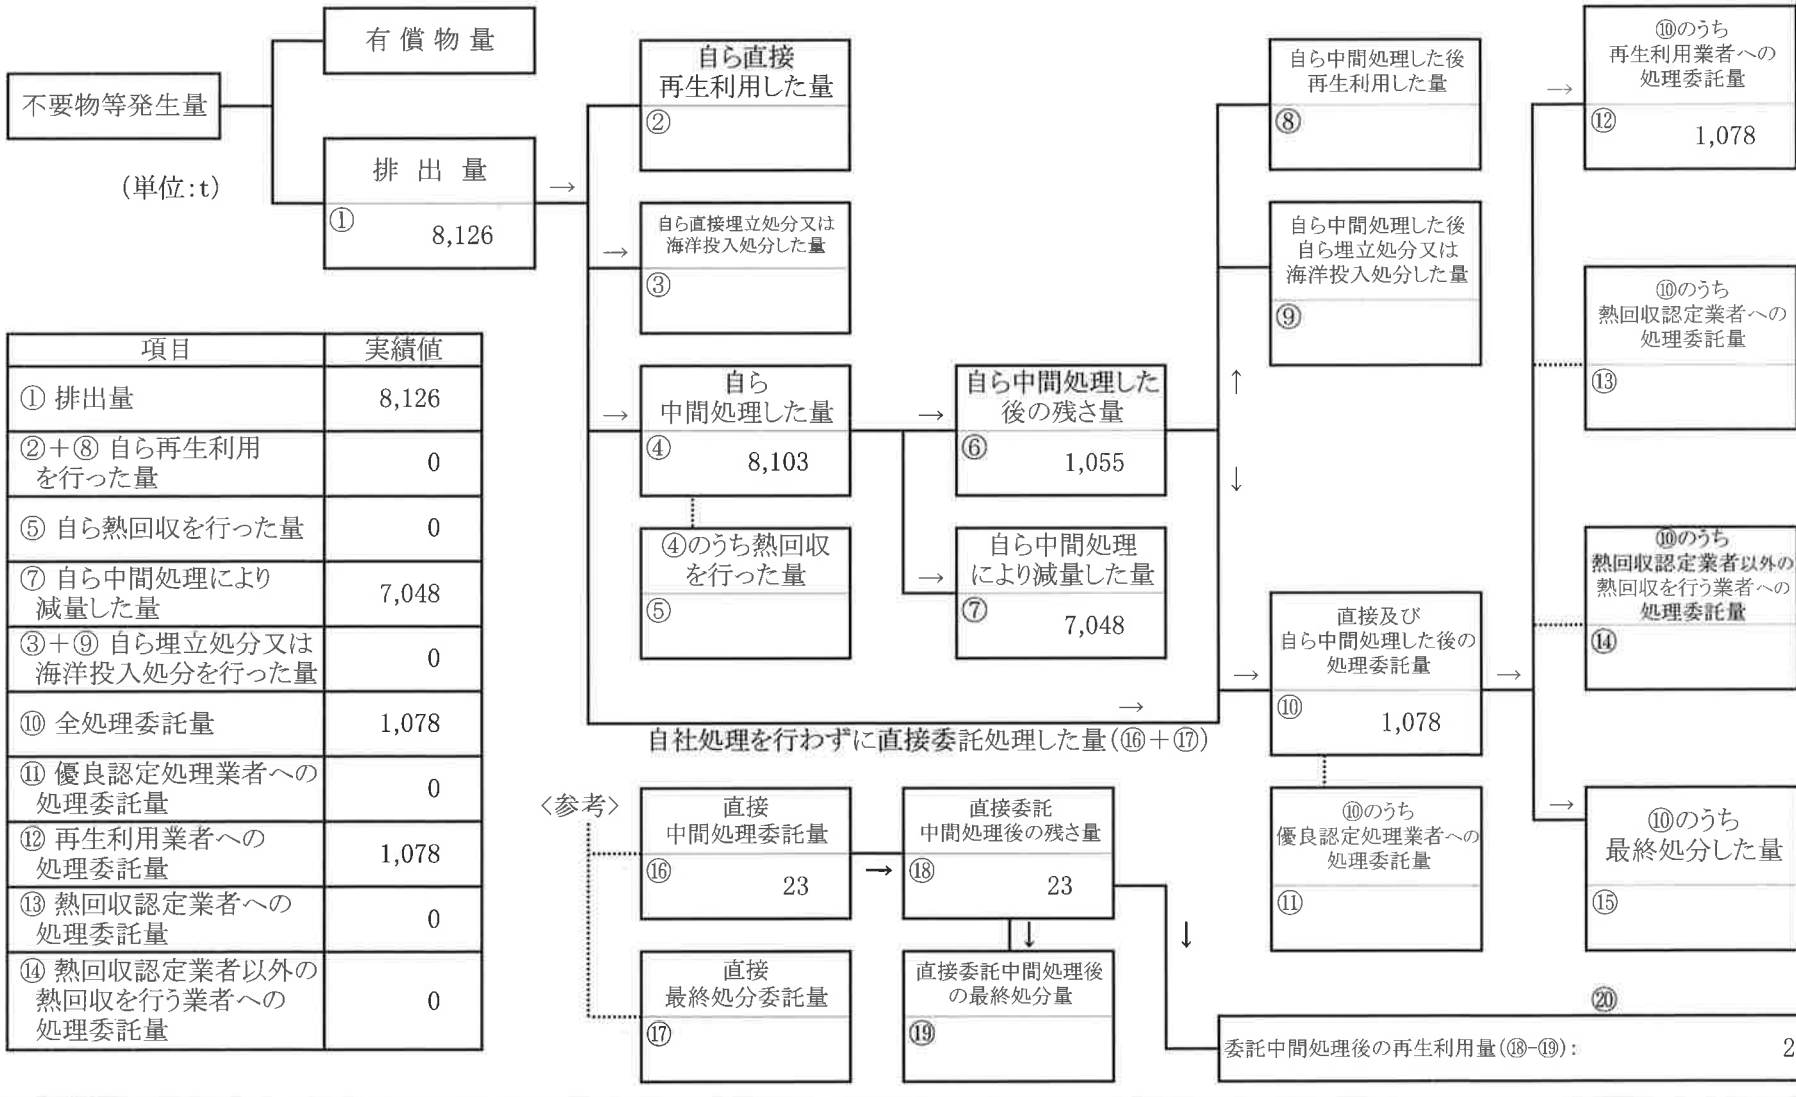 有償物量
不要物等発生量
排出量
①
8,126
(単位:t)
→
自ら直接
再生利用した量
②
→
自ら直接埋立処分又は
海洋投入処分した量
③
→
自ら
中間処理した量
④
8,103
④のうち熱回収
を行った量
⑤
→
自ら中間処理した
後の残さ量
⑥
1,055
→
自ら中間処理
により減量した量
⑦
7,048
↑
↓
自ら中間処理した後
再生利用した量
⑧
自ら中間処理した後
自ら埋立処分又は
海洋投入処分した量
⑨
→
直接及び
自ら中間処理した後の
処理委託量
⑩
1,078
→
⑩のうち
優良認定処理業者への
処理委託量
⑪
→
⑩のうち
再生利用業者への
処理委託量
⑫
1,078
⑩のうち
熱回収認定業者への
処理委託量
⑬
⑩のうち
熱回収認定業者以外の
熱回収を行う業者への
処理委託量
⑭
→
⑩のうち
最終処分した量
⑮
→
自社処理を行わずに直接委託処理した量(⑯+⑰)
項目 実績値
① 排出量 8,126
②+⑧ 自ら再生利用
を行った量 0
⑤ 自ら熱回収を行った量 0
⑦ 自ら中間処理により
減量した量 7,048
③+⑨ 自ら埋立処分又は
海洋投入処分を行った量 0
⑩ 全処理委託量 1,078
⑪ 優良認定処理業者への
処理委託量 0
⑫ 再生利用業者への
処理委託量 1,078
⑬ 熱回収認定業者への
処理委託量 0
⑭ 熱回収認定業者以外の
熱回収を行う業者への
処理委託量 0
〈参考〉
直接
中間処理委託量
⑯
23
→
直接委託
中間処理後の残さ量
⑱
23
↓
↓
直接
最終処分委託量
⑰
直接委託中間処理後
の最終処分量
⑲
⑳
委託中間処理後の再生利用量(⑱-⑲):
2